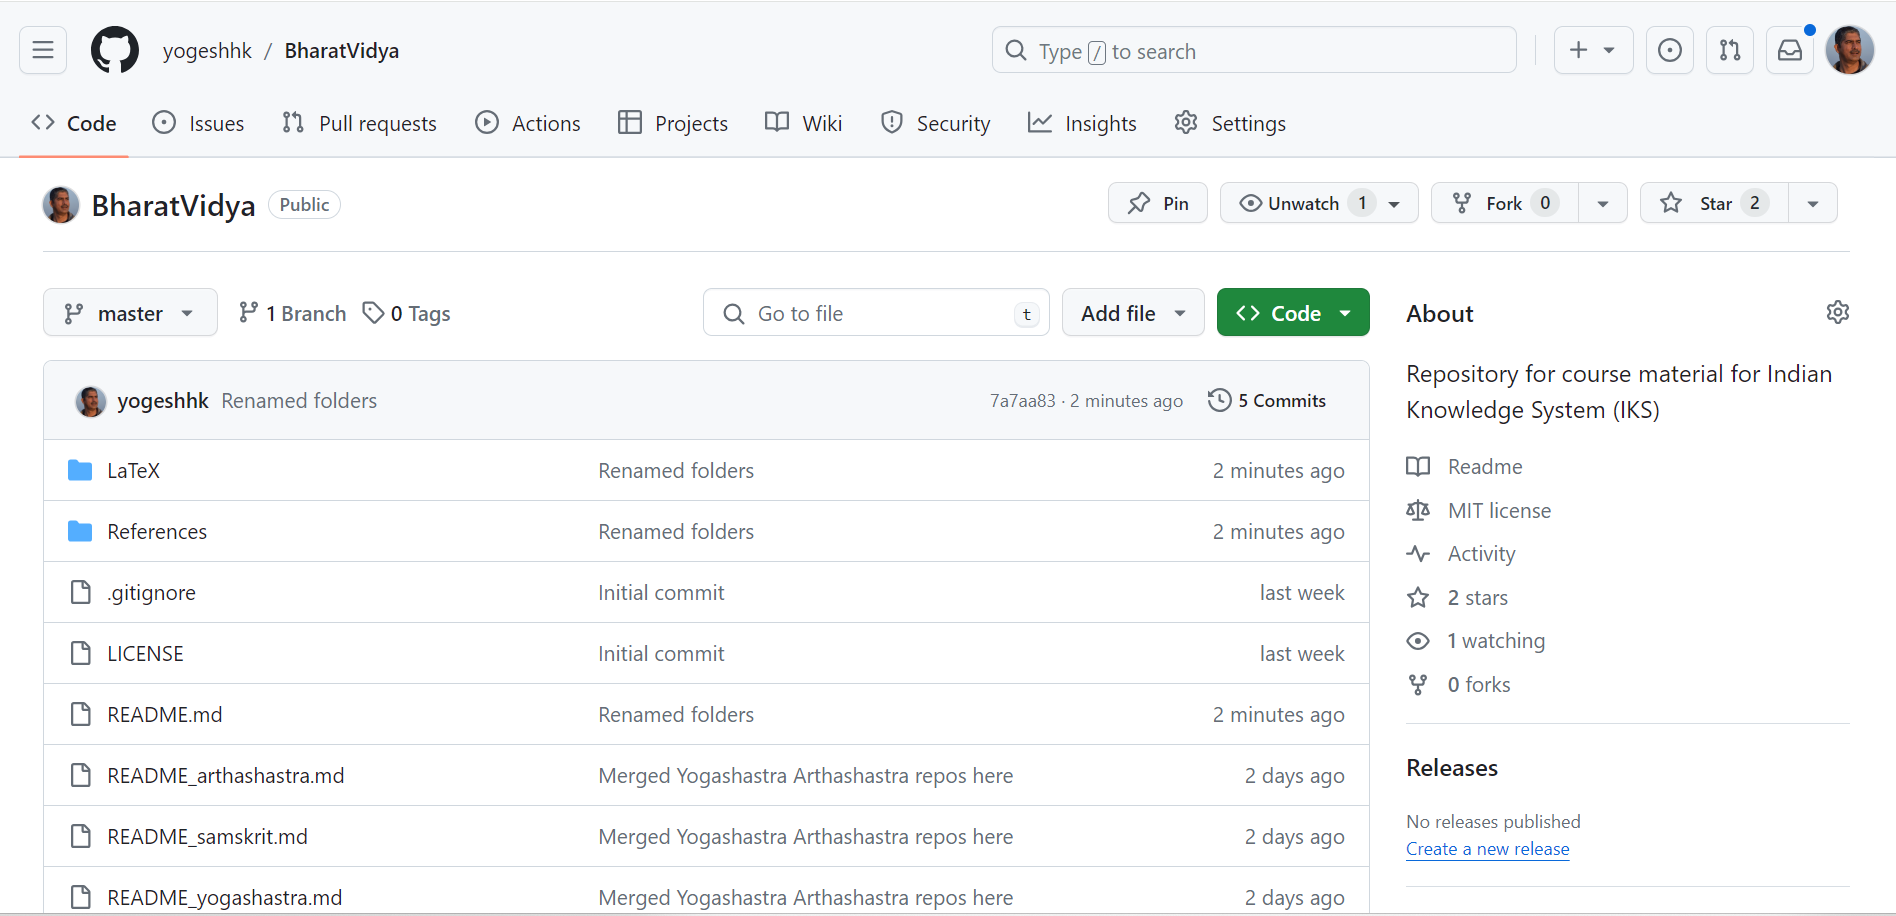 yogeshhk / BharatVidya
Type / to search
Code Issues Pull requests Actions Projects Wiki Security Insights Settings
BharatVidya Public
Pin Unwatch 1 Fork 0 Star 2
master 1 Branch 0 Tags Go to file t Add file Code
yogeshhk Renamed folders 7a7aa83 · 2 minutes ago 5 Commits
LaTeX Renamed folders 2 minutes ago
References Renamed folders 2 minutes ago
.gitignore Initial commit last week
LICENSE Initial commit last week
README.md Renamed folders 2 minutes ago
README_arthashastra.md Merged Yogashastra Arthashastra repos here 2 days ago
README_samskrit.md Merged Yogashastra Arthashastra repos here 2 days ago
README_yogashastra.md Merged Yogashastra Arthashastra repos here 2 days ago
About
Repository for course material for Indian
Knowledge System (IKS)
Readme
MIT license
Activity
2 stars
1 watching
0 forks
Releases
No releases published
Create a new release